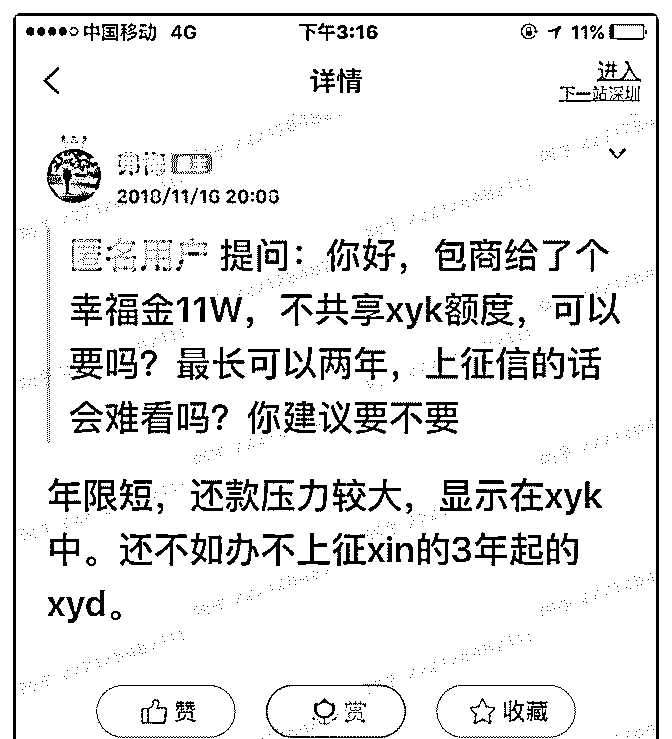 中国移动 4G 下午3:16 11%
详情
进入
下一站深圳
2018/11/16 20:06
匿名用户 提问：你好，包商给了个
幸福金11W，不共享xyk额度，可以
要吗？最长可以两年，上征信的话
会难看吗？你建议要不要
年限短，还款压力较大，显示在xyk
中。还不如办不上征xin的3年起的
xyd。
赞 赏 收藏